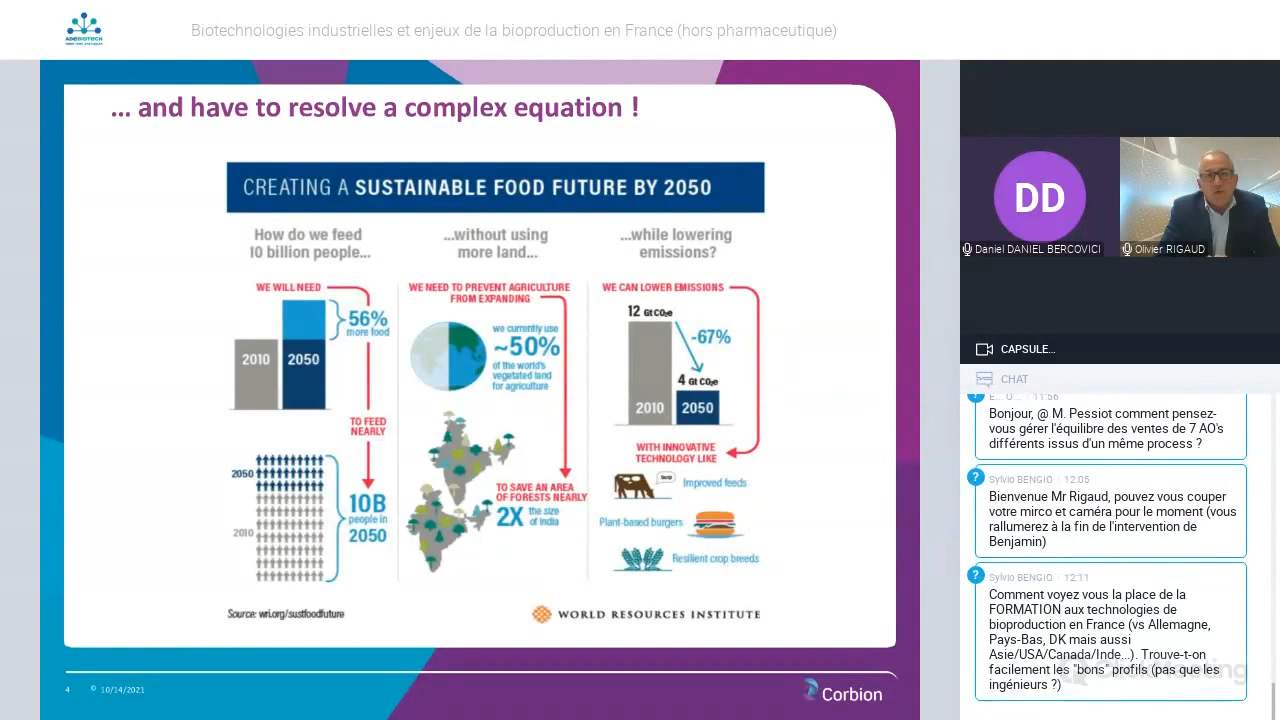 ADEBIOTECH
Biotechnologies industrielles et enjeux de la bioproduction en France (hors pharmaceutique)
... and have to resolve a complex equation !
CREATING A SUSTAINABLE FOOD FUTURE BY 2050
How do we feed
10 billion people...
WE WILL NEED
56%
more food
2010
2050
TO FEED
NEARLY
2050
2010
10B
people in
2050
...without using
more land...
WE NEED TO PREVENT AGRICULTURE
FROM EXPANDING
we currently use
~50%
of the world's
vegetated land
for agriculture
TO SAVE AN AREA
OF FORESTS NEARLY
2X the size
of India
...while lowering
emissions?
WE CAN LOWER EMISSIONS
12 Gt CO₂e
-67%
4 Gt CO₂e
2010
2050
WITH INNOVATIVE
TECHNOLOGY LIKE
burp
Improved feeds
Plant-based burgers
Resilient crop breeds
Source: wri.org/sustfoodfuture
WORLD RESOURCES INSTITUTE
4 © 10/14/2021
Corbion
DD
Daniel DANIEL BERCOVICI
Olivier RIGAUD
CAPSULE...
CHAT
11:56
Bonjour, @ M. Pessiot comment pensez-
vous gérer l'équilibre des ventes de 7 AO's
différents issus d'un même process ?
Sylvio BENGIO 12:05
Bienvenue Mr Rigaud, pouvez vous couper
votre mirco et caméra pour le moment (vous
rallumerez à la fin de l'intervention de
Benjamin)
Sylvio BENGIO 12:11
Comment voyez vous la place de la
FORMATION aux technologies de
bioproduction en France (vs Allemagne,
Pays-Bas, DK mais aussi
Asie/USA/Canada/Inde...). Trouve-t-on
facilement les "bons" profils (pas que les
ingénieurs ?)